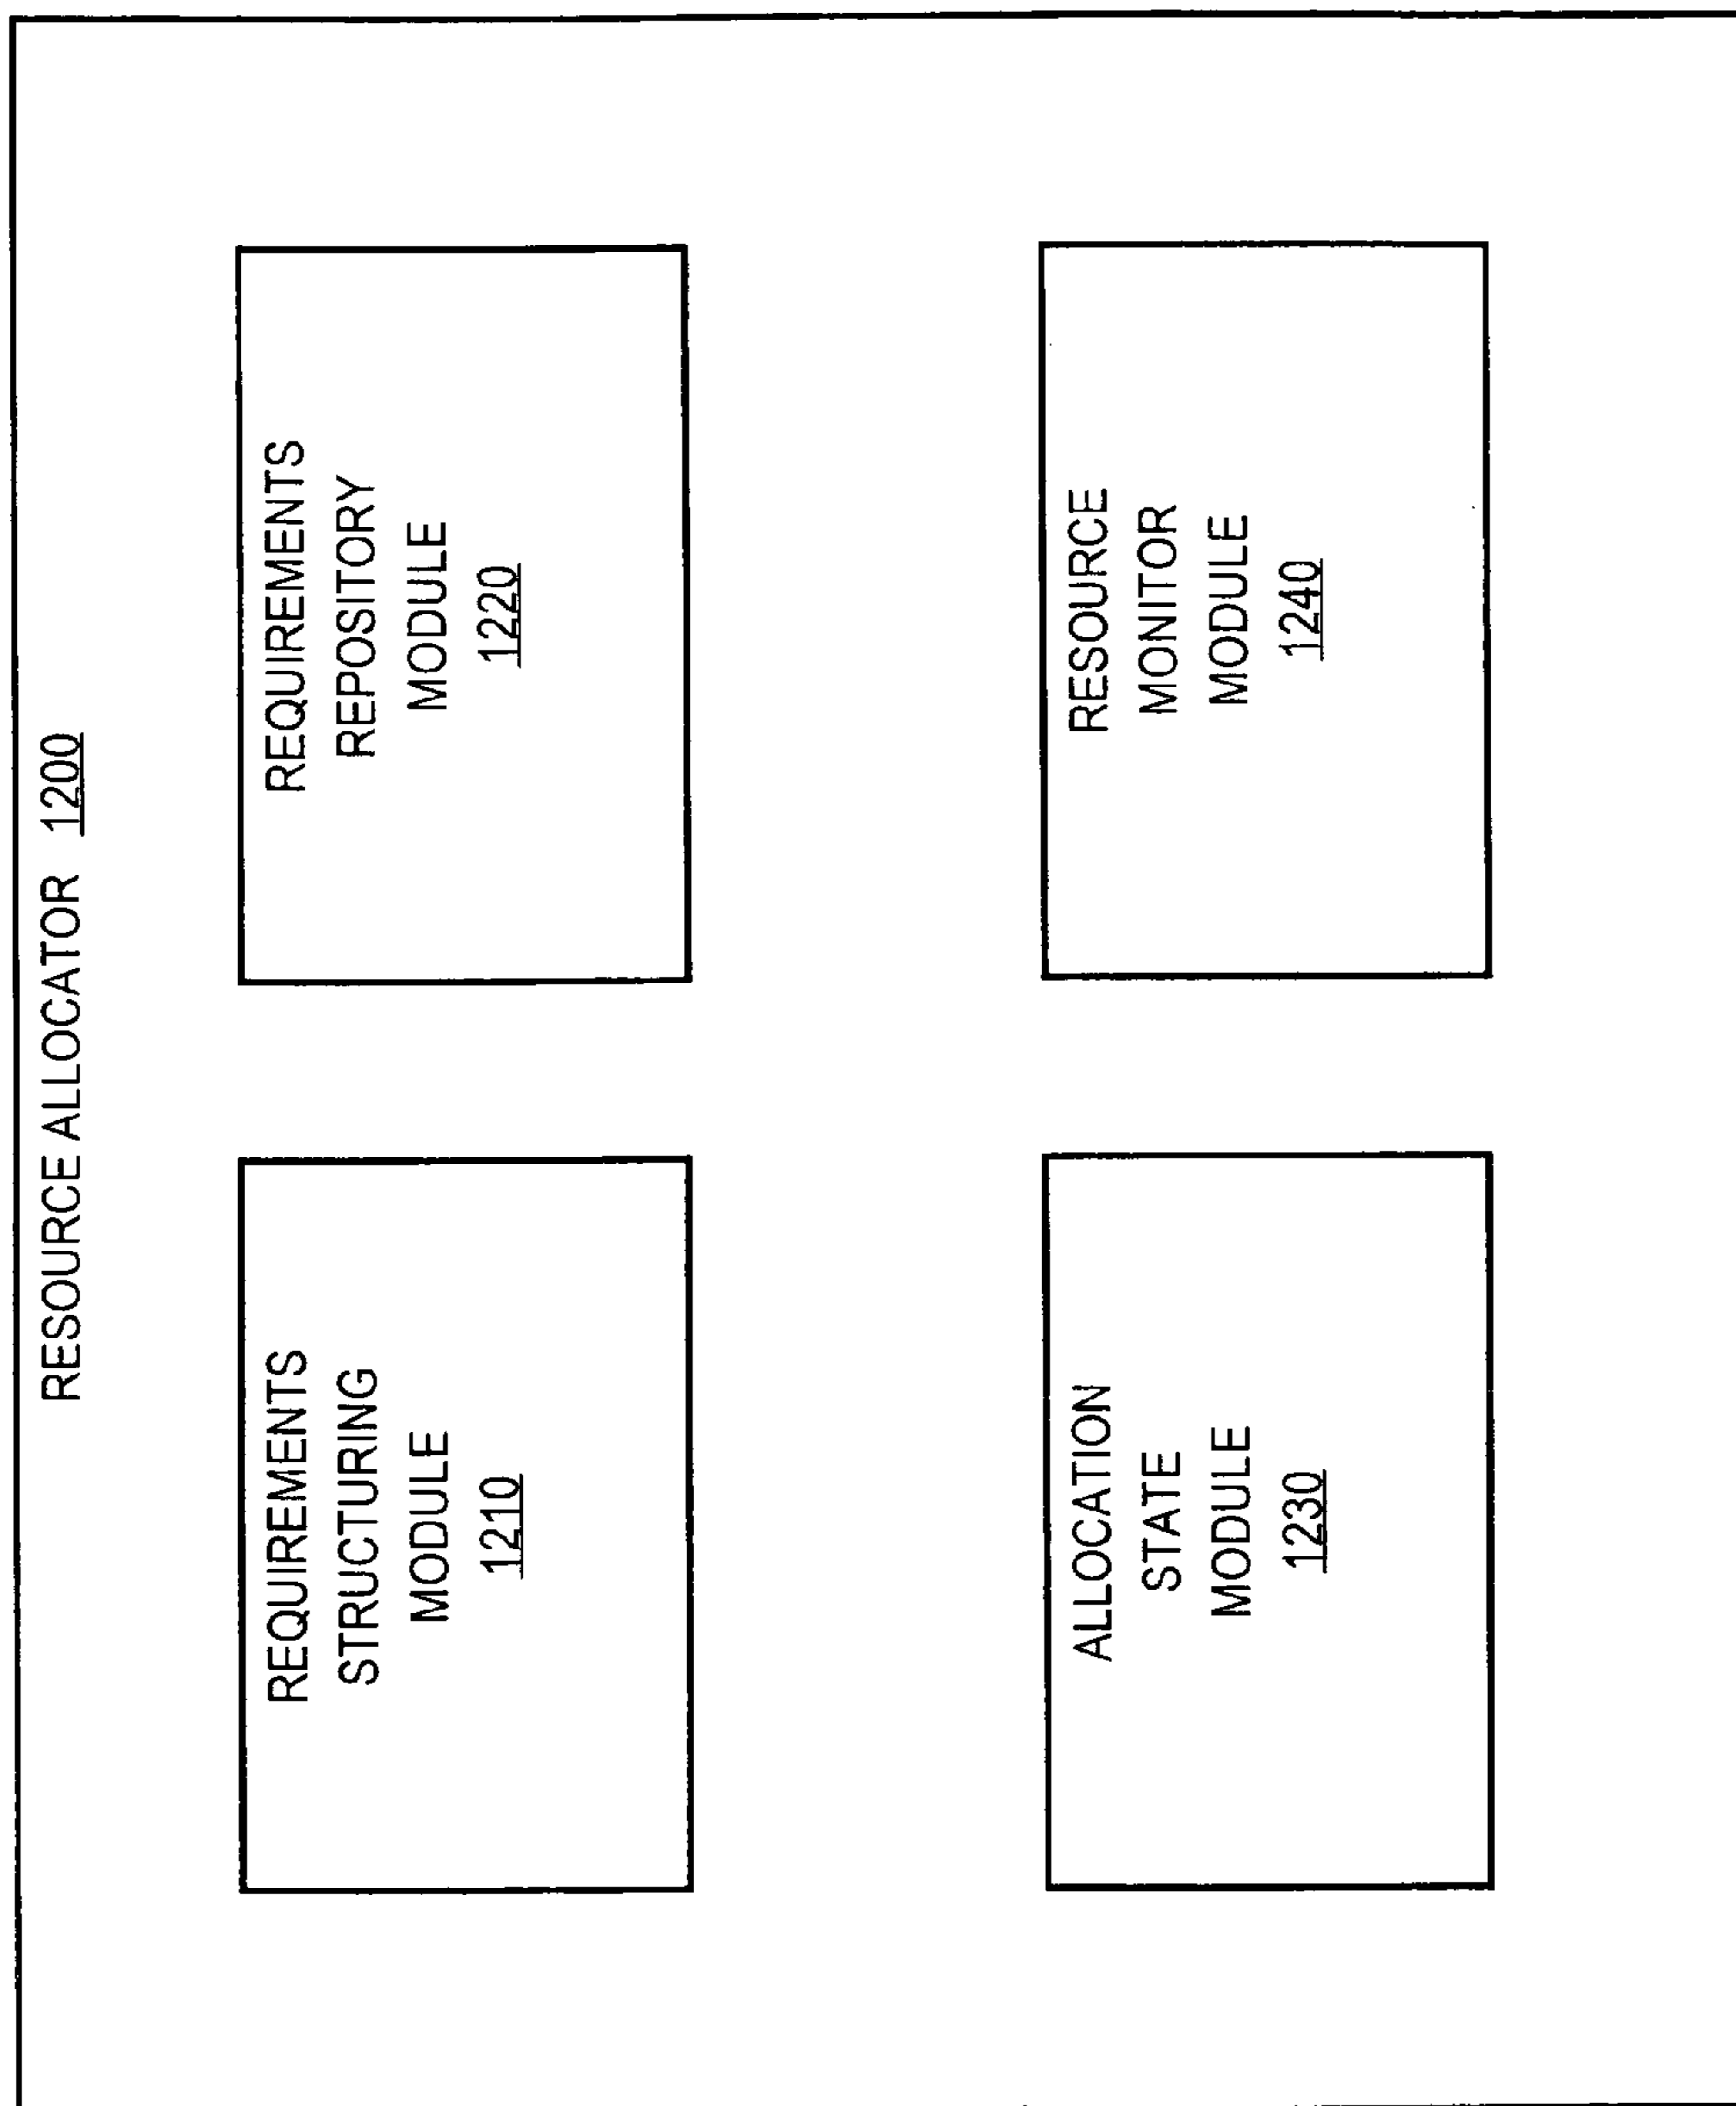 RESOURCE ALLOCATOR 1200
REQUIREMENTS
STRUCTURING
MODULE
1210
REQUIREMENTS
REPOSITORY
MODULE
1220
ALLOCATION
STATE
MODULE
1230
RESOURCE
MONITOR
MODULE
1240